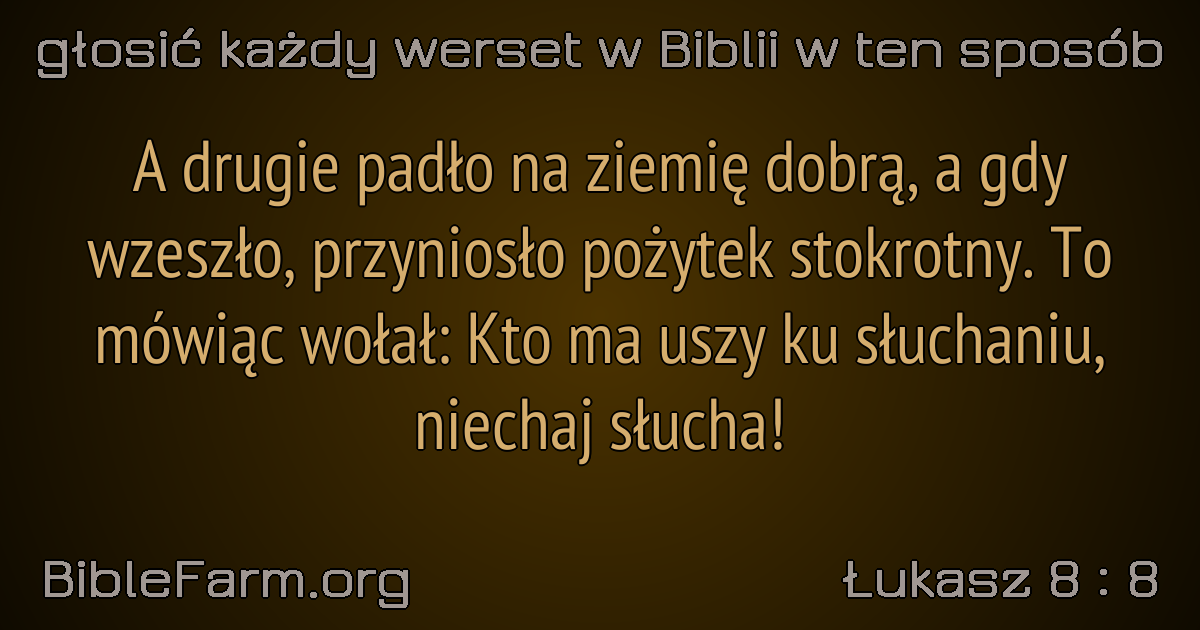 głosić każdy werset w Biblii w ten sposób
A drugie padło na ziemię dobrą, a gdy
wzeszło, przyniosło pożytek stokrotny. To
mówiąc wołał: Kto ma uszy ku słuchaniu,
niechaj słucha!
BibleFarm.org
Łukasz 8 : 8